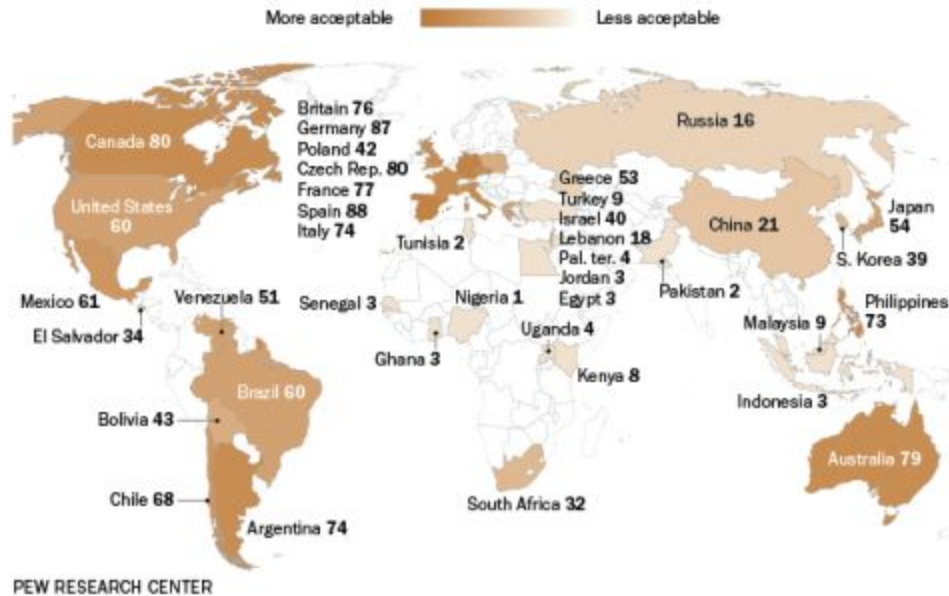 More acceptable Less acceptable
Canada 80
United States
60
Mexico 61
El Salvador 34
Venezuela 51
Brazil 60
Bolivia 43
Chile 68
Argentina 74
Britain 76
Germany 87
Poland 42
Czech Rep. 80
France 77
Spain 88
Italy 74
Tunisia 2
Senegal 3
Ghana 3
Nigeria 1
Uganda 4
Kenya 8
South Africa 32
Russia 16
Greece 53
Turkey 9
Israel 40
Lebanon 18
Pal. ter. 4
Jordan 3
Egypt 3
Pakistan 2
China 21
Japan
54
S. Korea 39
Philippines
73
Malaysia 9
Indonesia 3
Australia 79
PEW RESEARCH CENTER